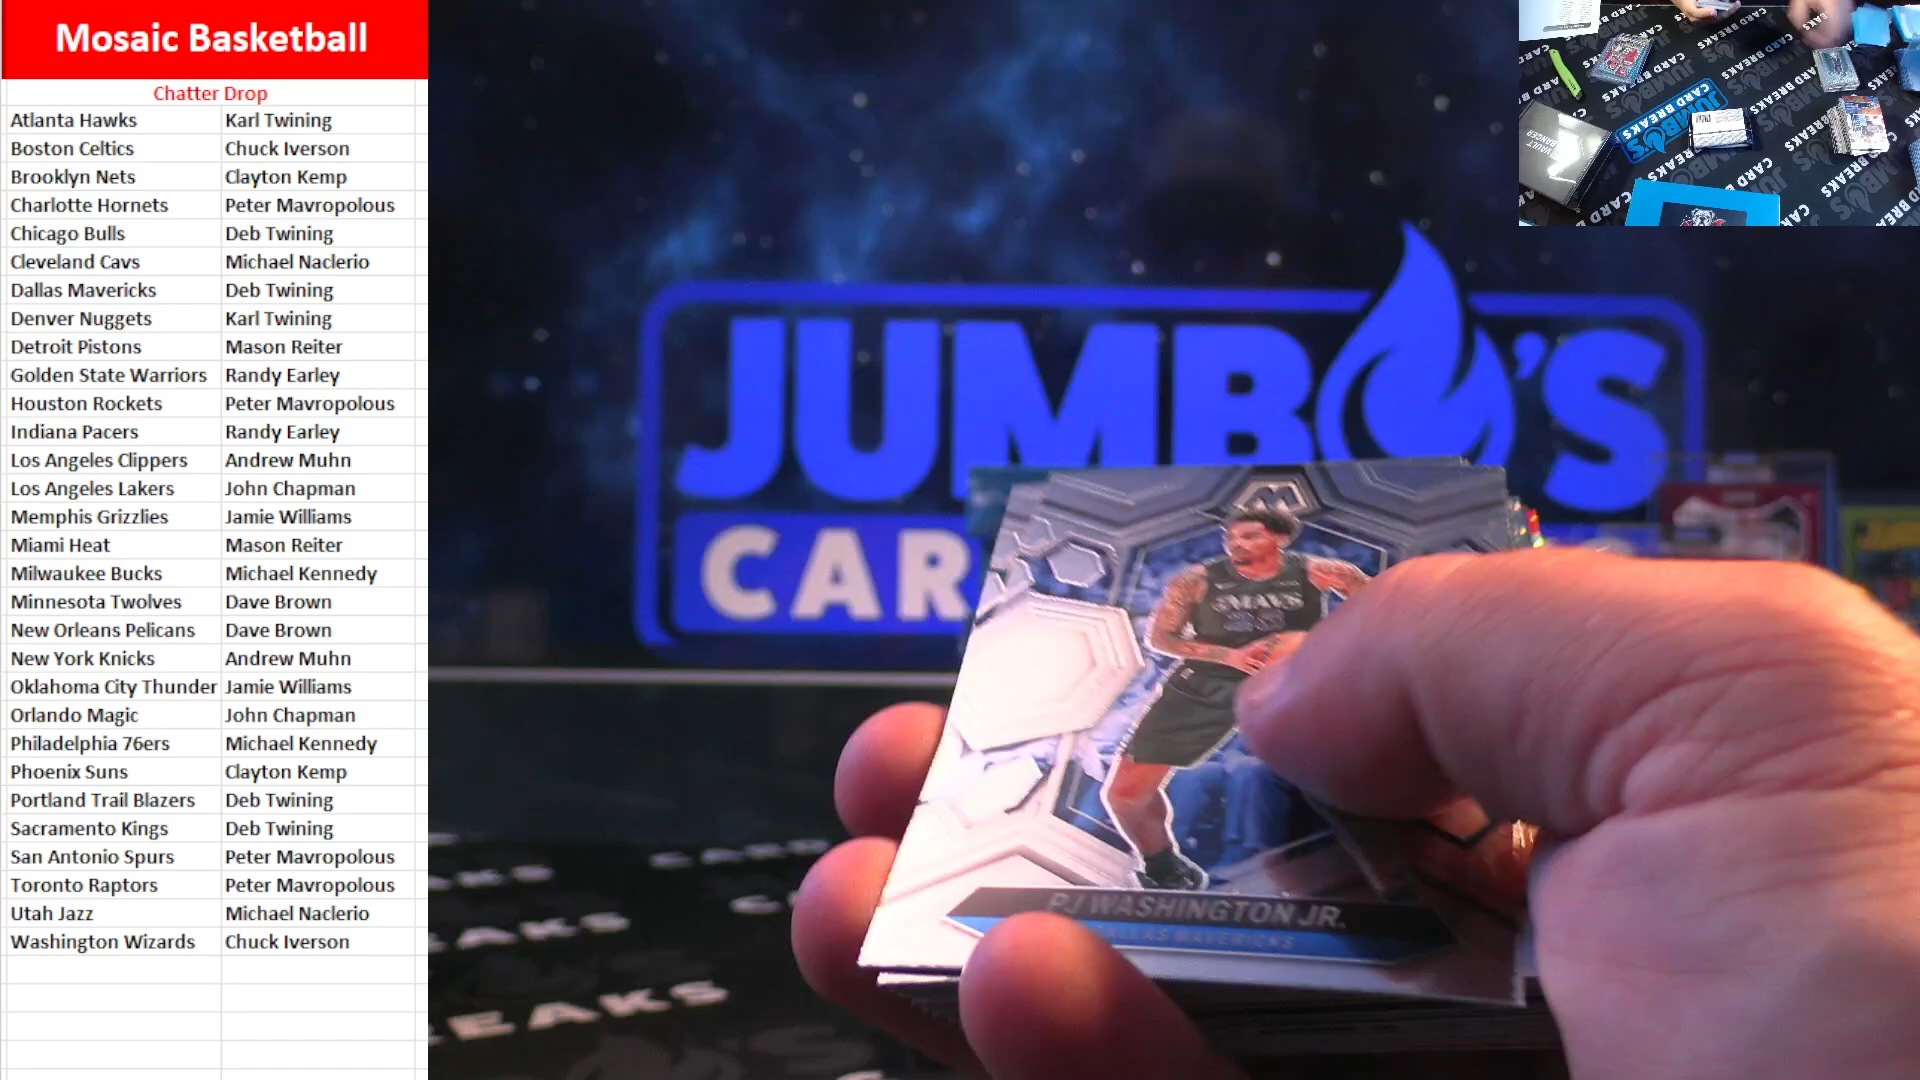 Mosaic Basketball
Chatter Drop
Atlanta Hawks Karl Twining
Boston Celtics Chuck Iverson
Brooklyn Nets Clayton Kemp
Charlotte Hornets Peter Mavropolous
Chicago Bulls Deb Twining
Cleveland Cavs Michael Naclerio
Dallas Mavericks Deb Twining
Denver Nuggets Karl Twining
Detroit Pistons Mason Reiter
Golden State Warriors Randy Earley
Houston Rockets Peter Mavropolous
Indiana Pacers Randy Earley
Los Angeles Clippers Andrew Muhn
Los Angeles Lakers John Chapman
Memphis Grizzlies Jamie Williams
Miami Heat Mason Reiter
Milwaukee Bucks Michael Kennedy
Minnesota Twolves Dave Brown
New Orleans Pelicans Dave Brown
New York Knicks Andrew Muhn
Oklahoma City Thunder Jamie Williams
Orlando Magic John Chapman
Philadelphia 76ers Michael Kennedy
Phoenix Suns Clayton Kemp
Portland Trail Blazers Deb Twining
Sacramento Kings Deb Twining
San Antonio Spurs Peter Mavropolous
Toronto Raptors Peter Mavropolous
Utah Jazz Michael Naclerio
Washington Wizards Chuck Iverson
JUMBO'S
CAR
MAVS
PJ WASHINGTON JR.
DALLAS MAVERICKS
EAKS
JUMBO'S
CARD BREAKS
VAULT